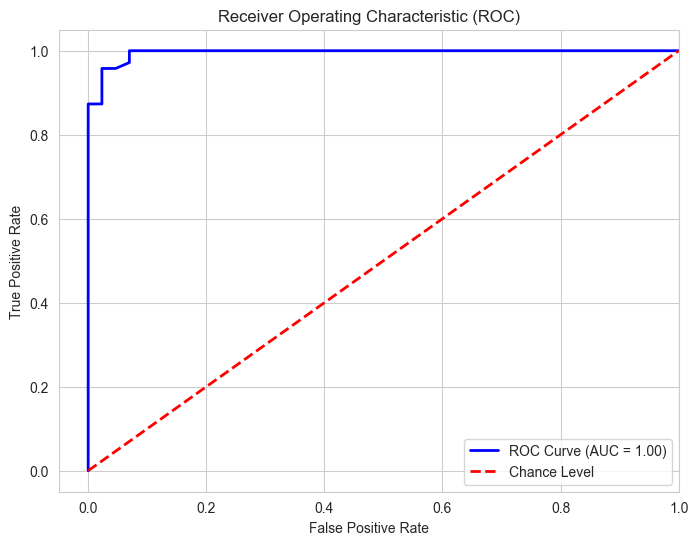 Receiver Operating Characteristic (ROC)
1.0
0.8
0.6
0.4
0.2
0.0
True Positive Rate
0.0 0.2 0.4 0.6 0.8 1.0
False Positive Rate
ROC Curve (AUC = 1.00)
Chance Level